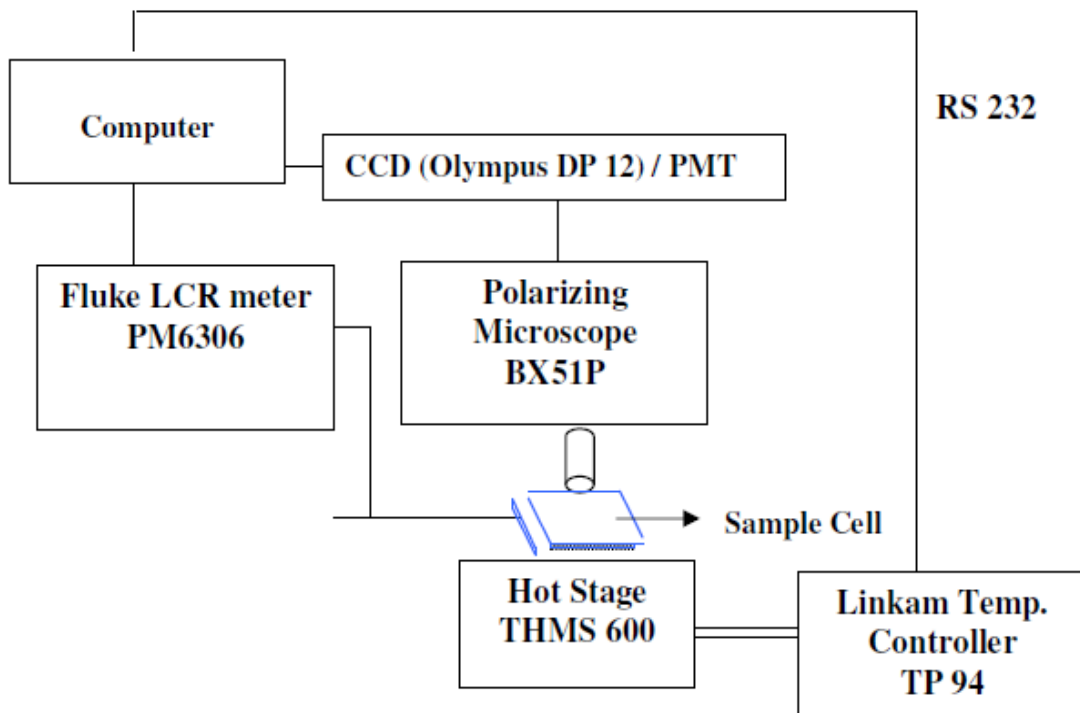 RS 232
Computer
CCD (Olympus DP 12) / PMT
Fluke LCR meter
PM6306
Polarizing
Microscope
BX51P
Sample Cell
Hot Stage
THMS 600
Linkam Temp.
Controller
TP 94